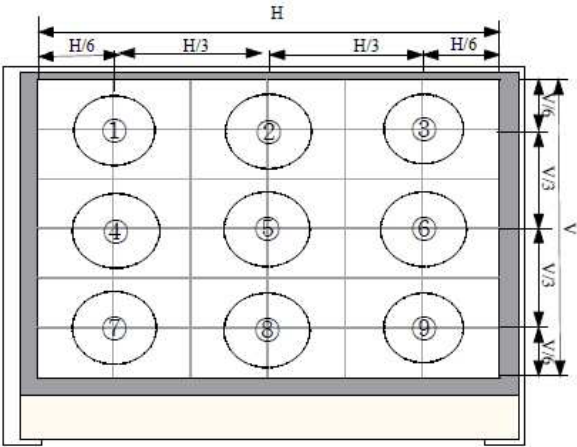 H
H/6 H/3 H/3 H/6
① ② ③
④ ⑤ ⑥
⑦ ⑧ ⑨
V/6
V/3
V
V/3
V/6